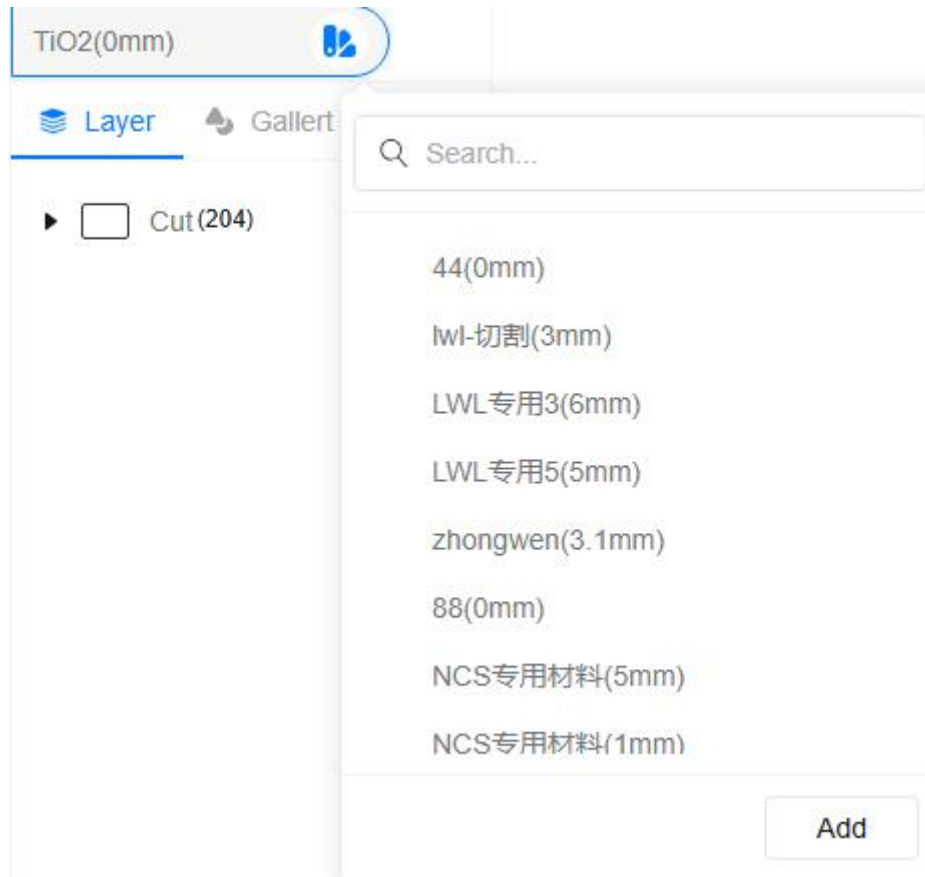 TiO2(0mm)
Layer Gallert
Search...
Cut(204)
44(0mm)
lwl-切割(3mm)
LWL专用3(6mm)
LWL专用5(5mm)
zhongwen(3.1mm)
88(0mm)
NCS专用材料(5mm)
NCS专用材料(1mm)
Add